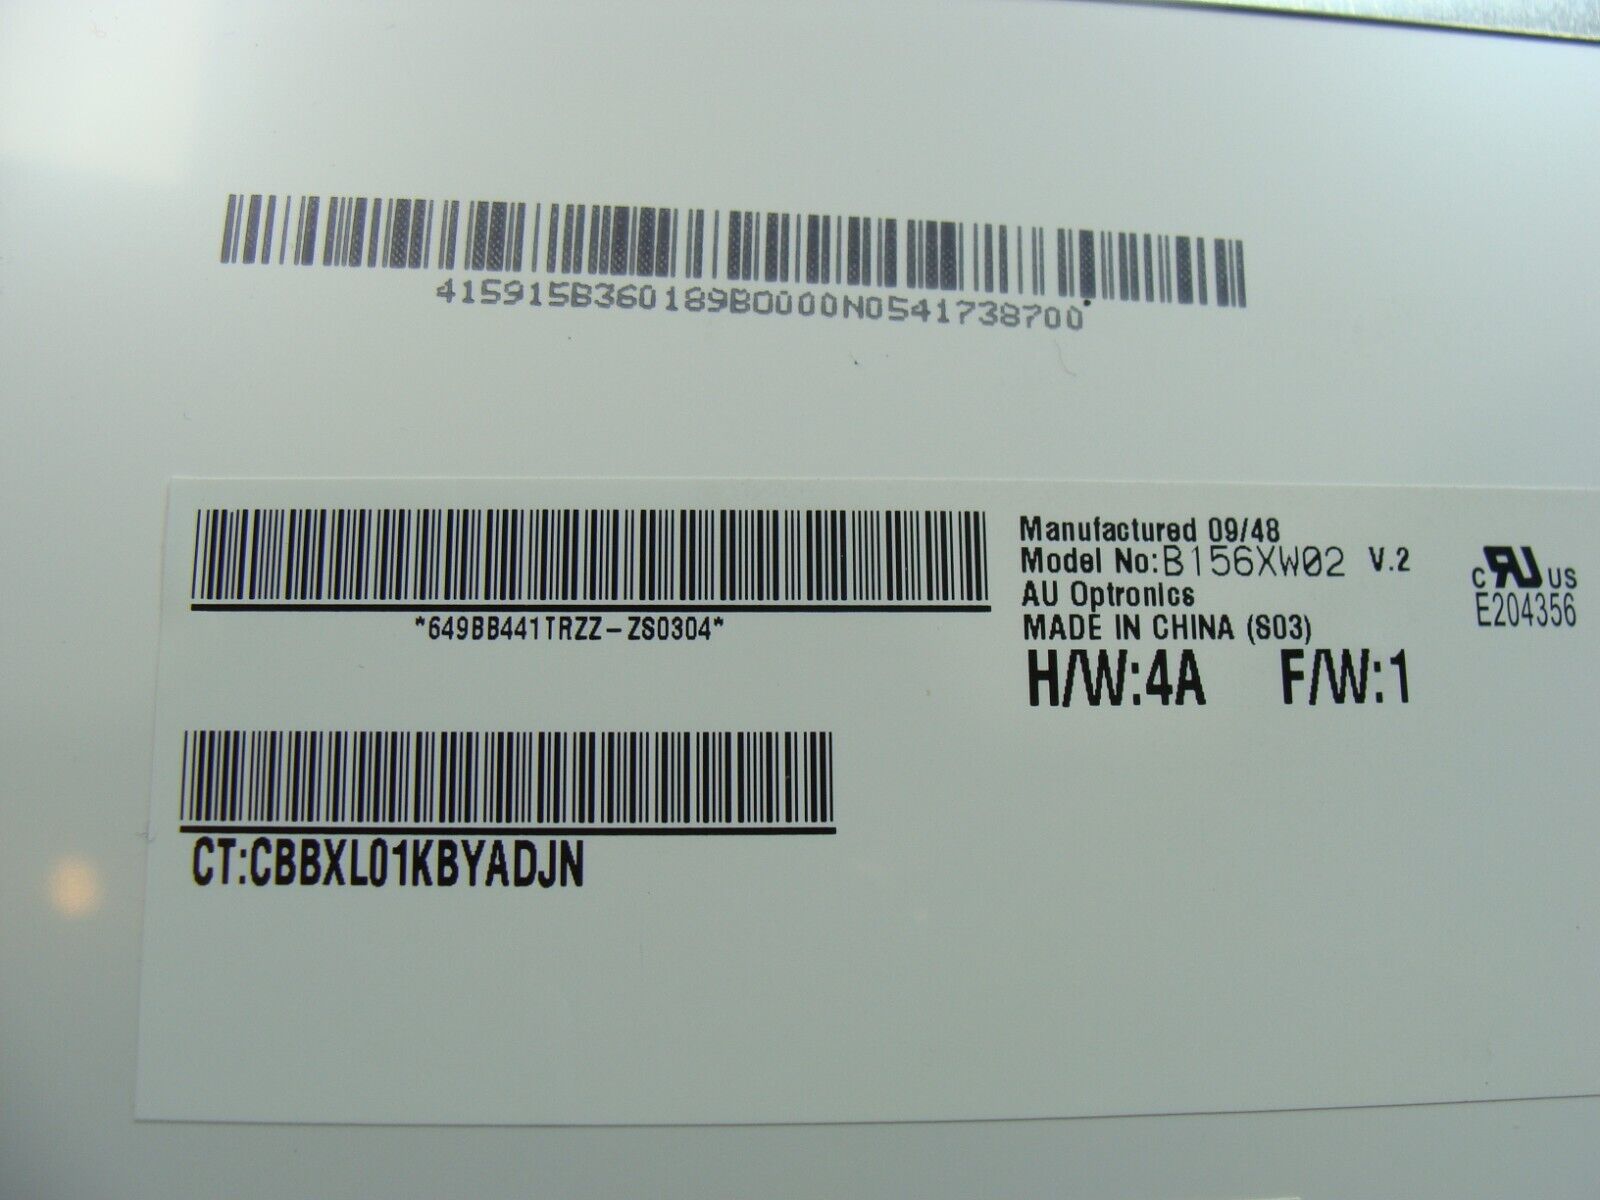 415915B360189B0000N0541738700
*649BB441TRZZ-ZS0304*
Manufactured 09/48
Model No:B156XW02 V.2
AU Optronics
MADE IN CHINA (S03)
H/W:4A F/W:1
c RU US
E204356
CT:CBBXL01KBYADJN